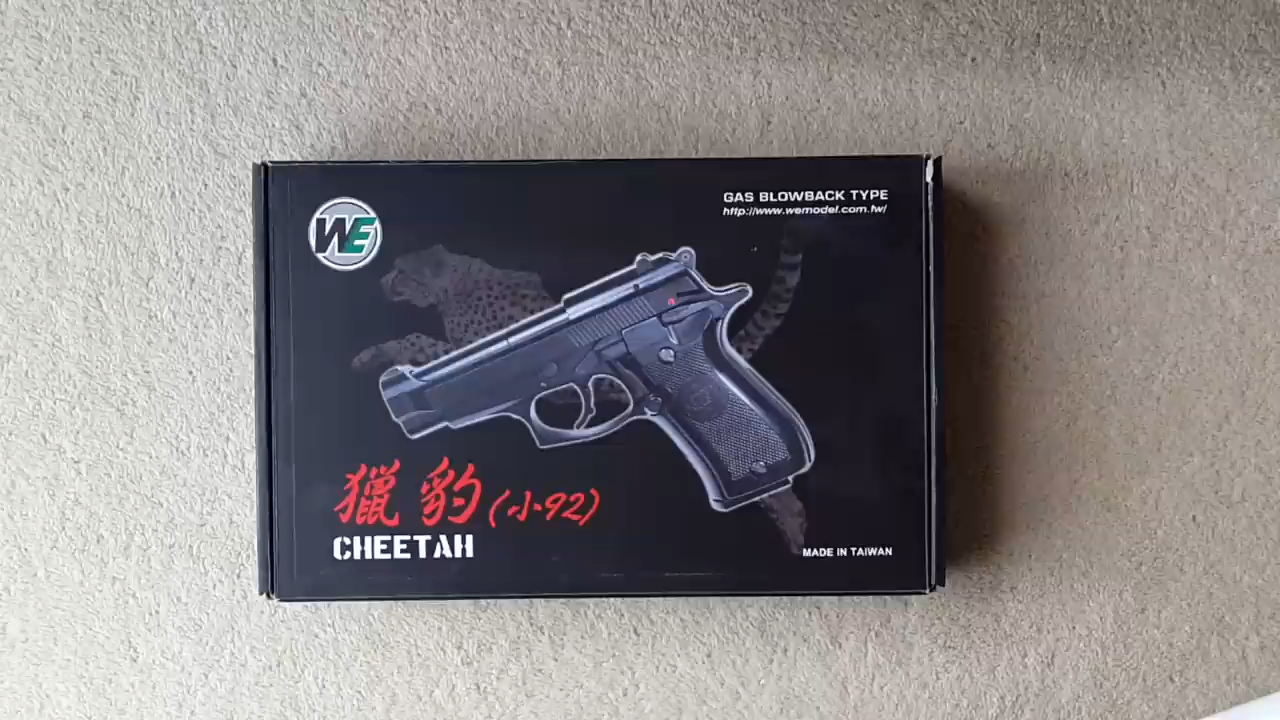 WE
GAS BLOWBACK TYPE
http://www.wemodel.com.tw/
獵豹(小92)
CHEETAH
MADE IN TAIWAN